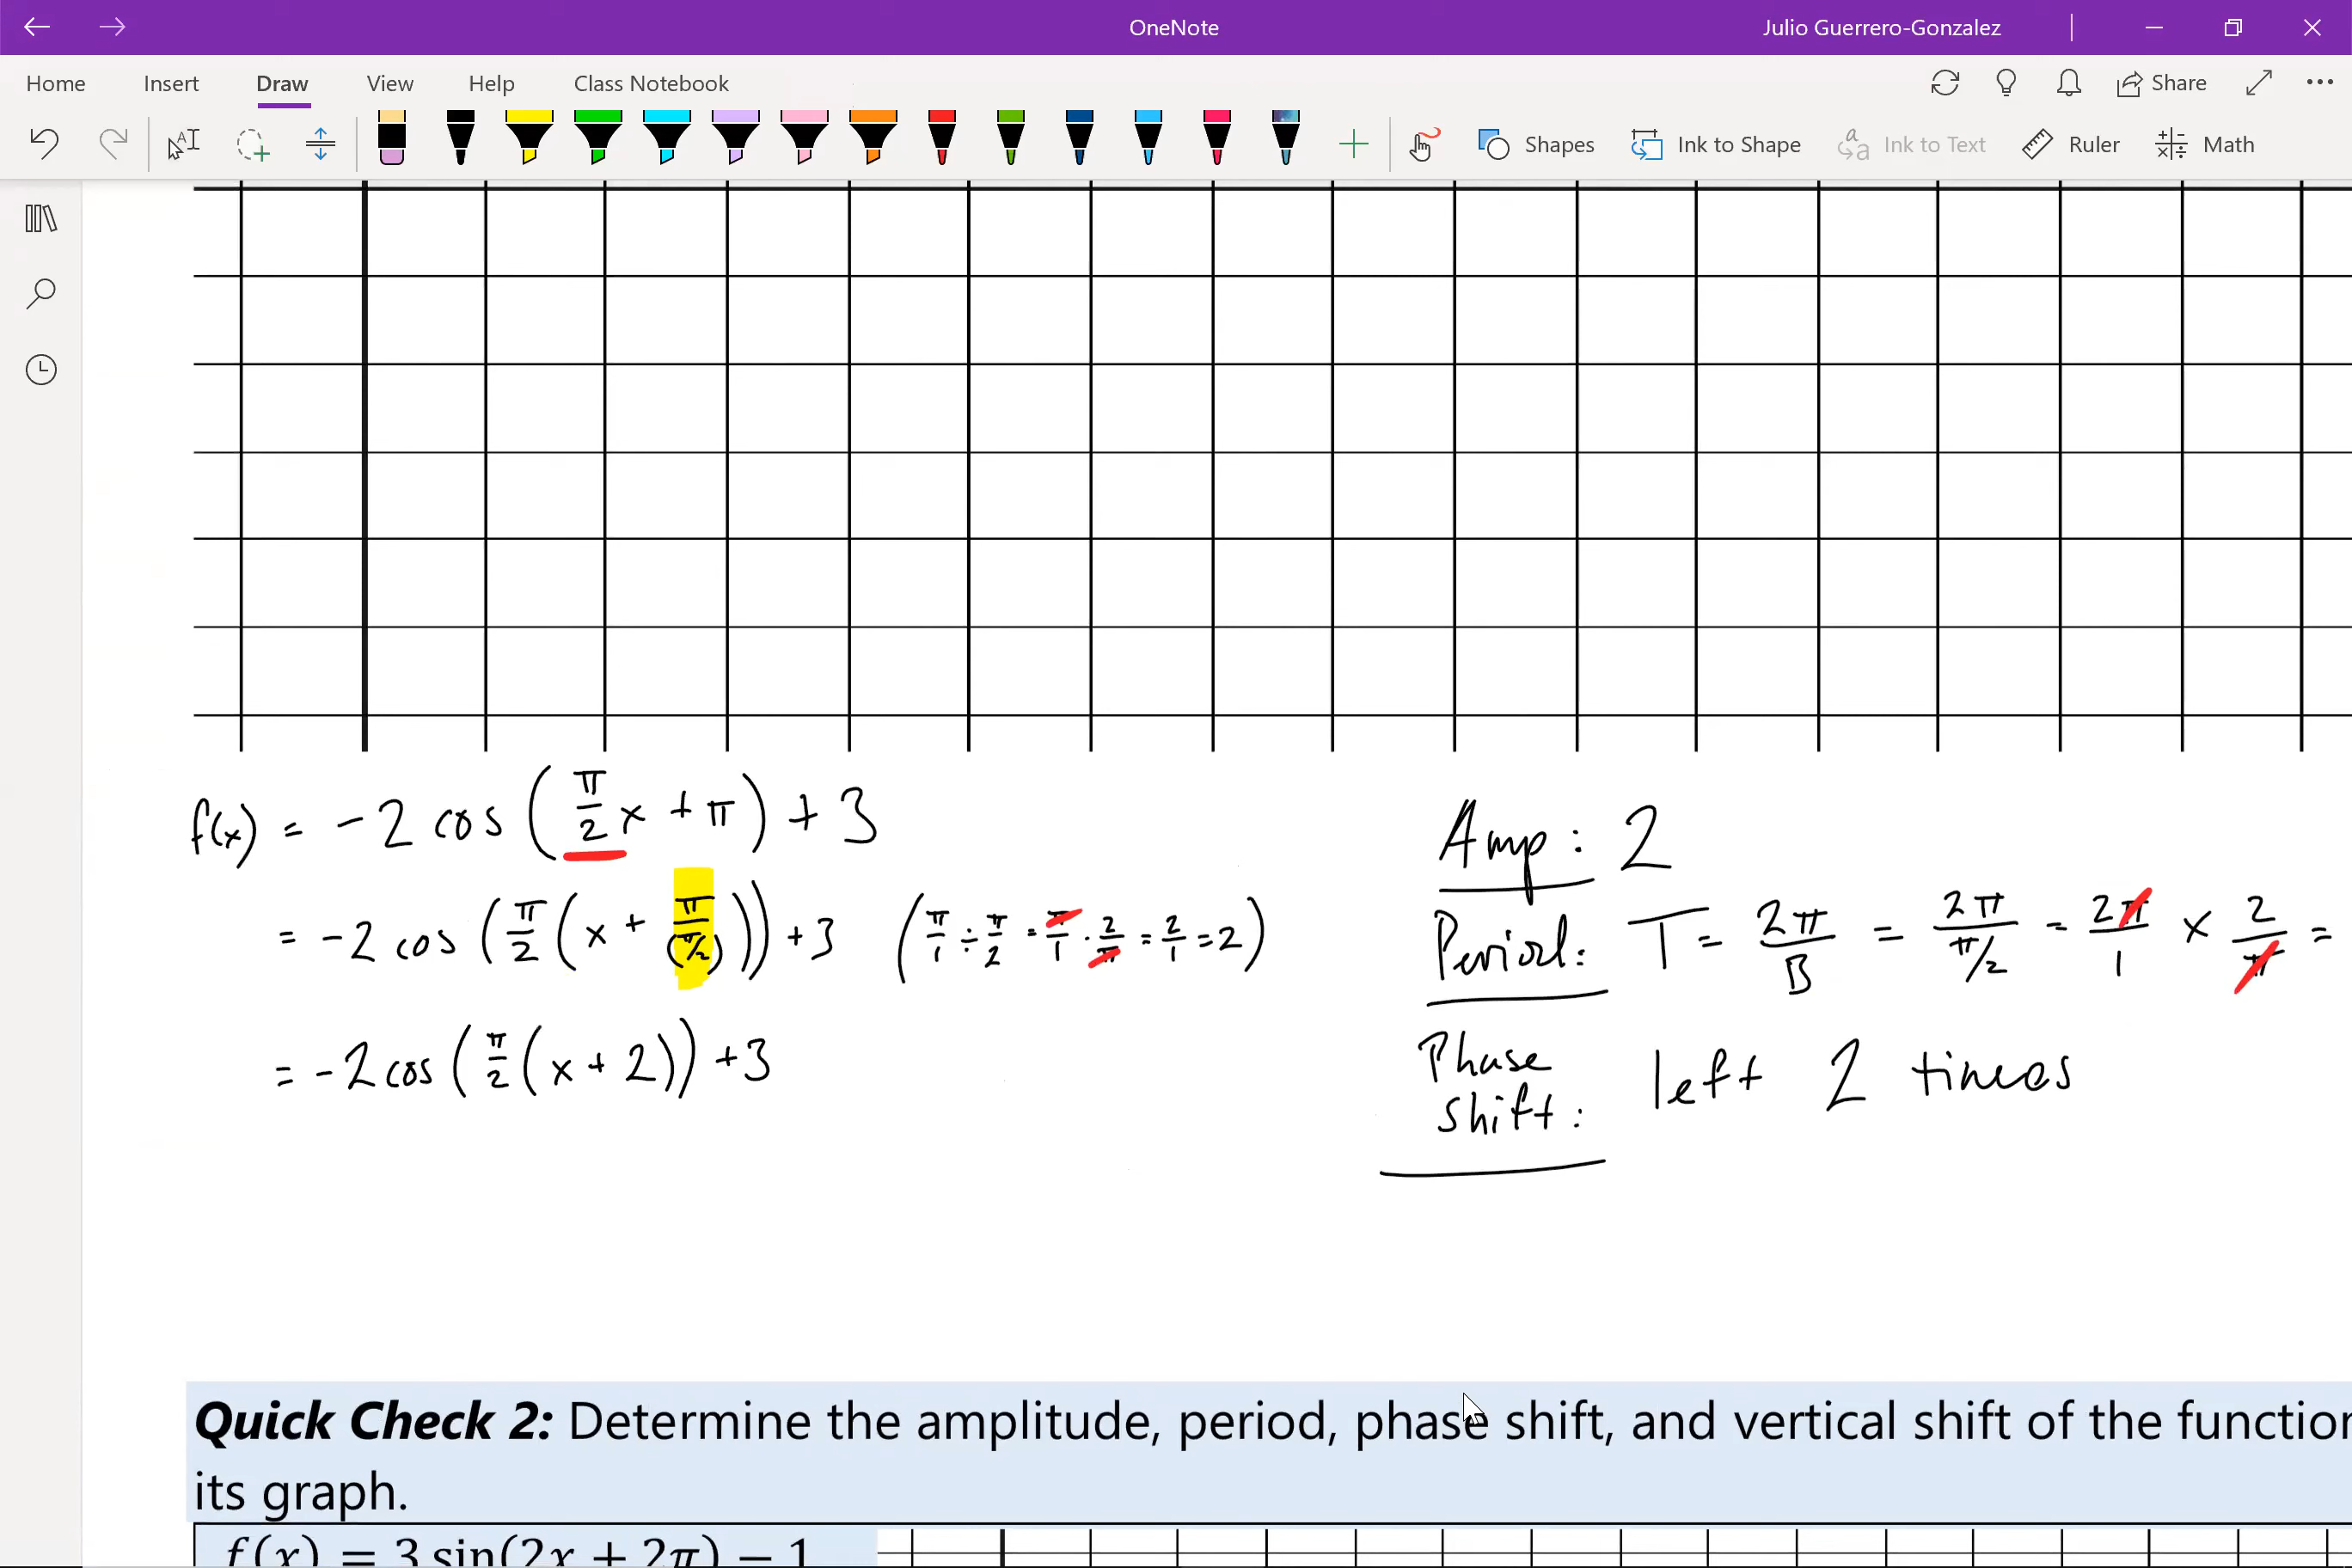 OneNote
Julio Guerrero-Gonzalez
Home Insert Draw View Help Class Notebook
Share
Shapes Ink to Shape Ink to Text Ruler Math
f(x) = -2 cos(π/2 x + π) + 3
= -2 cos(π/2(x + π/(π/2))) + 3 (π/1 ÷ π/2 = π/1 · 2/π = 2/1 = 2)
= -2 cos(π/2(x + 2)) + 3
Amp: 2
Period: T = 2π/B = 2π/π/2 = 2π/1 × 2/π =
Phase
Shift: left 2 times
Quick Check 2: Determine the amplitude, period, phase shift, and vertical shift of the function
its graph.
f(x) = 3 sin(2x + 2π) − 1